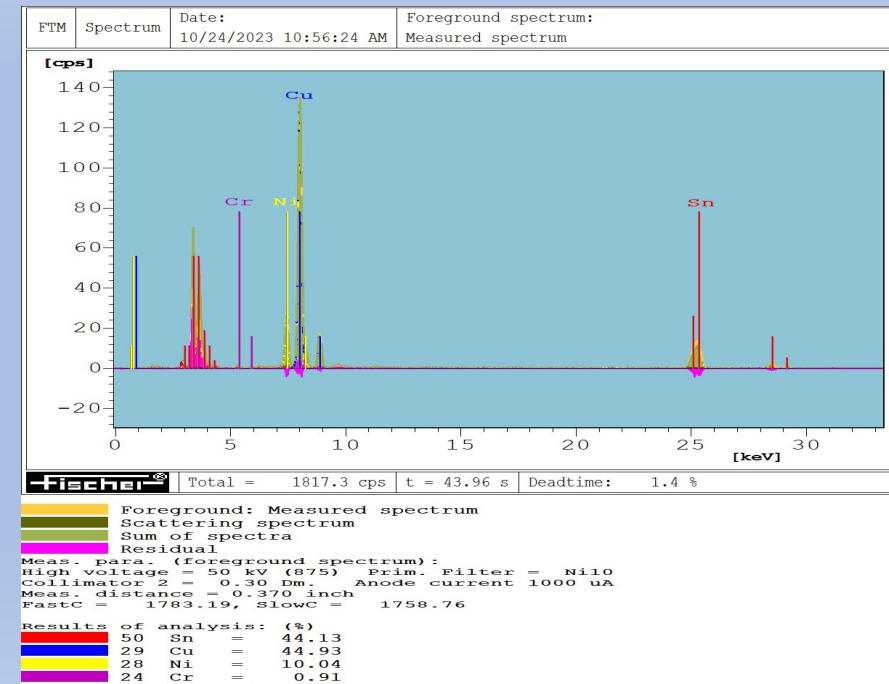 FTM Spectrum Date: Foreground spectrum:
10/24/2023 10:56:24 AM Measured spectrum
[cps]
140
120
100
80
60
40
20
0
-20
Cu
Cr
Ni
Sn
0 5 10 15 20 25 30
[keV]
Fischer® Total = 1817.3 cps t = 43.96 s Deadtime: 1.4 %
Foreground: Measured spectrum
Scattering spectrum
Sum of spectra
Residual
Meas. para. (foreground spectrum):
High voltage = 50 kV (875) Prim. Filter = Ni10
Collimator 2 = 0.30 Dm. Anode current 1000 uA
Meas. distance = 0.370 inch
FastC = 1783.19, SlowC = 1758.76
Results of analysis: (%)
50 Sn = 44.13
29 Cu = 44.93
28 Ni = 10.04
24 Cr = 0.91